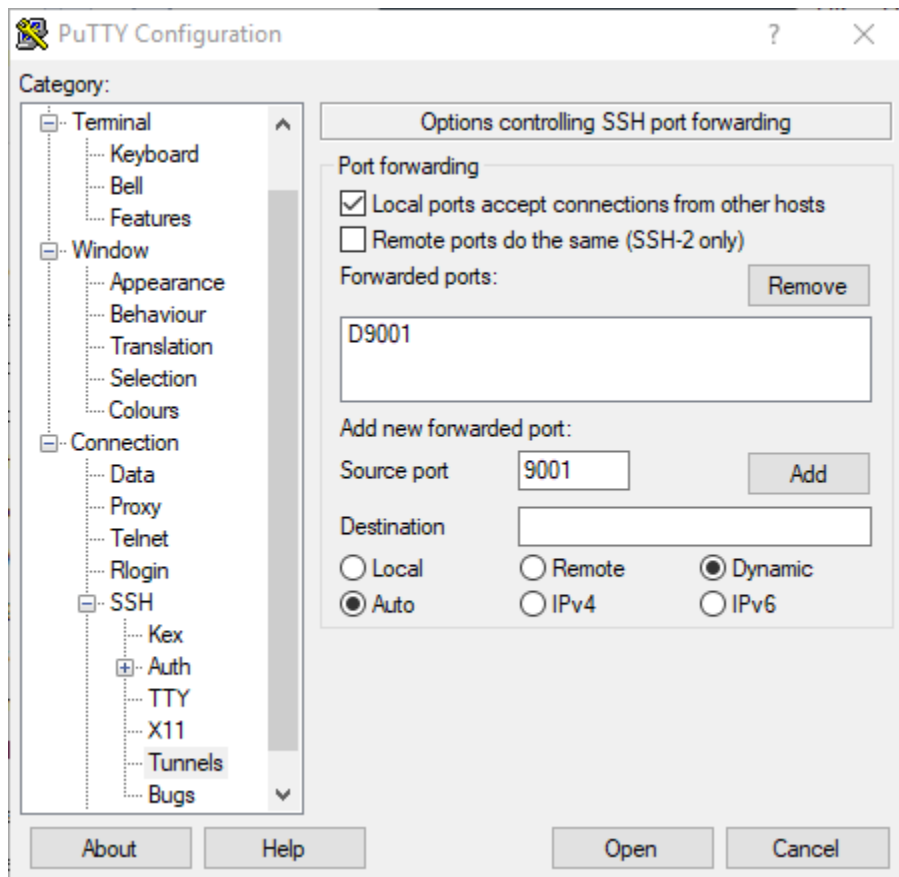 PuTTY Configuration
?
Category:
Terminal
Keyboard
Bell
Features
Window
Appearance
Behaviour
Translation
Selection
Colours
Connection
Data
Proxy
Telnet
Rlogin
SSH
Kex
Auth
TTY
X11
Tunnels
Bugs
Options controlling SSH port forwarding
Port forwarding
Local ports accept connections from other hosts
Remote ports do the same (SSH-2 only)
Forwarded ports:
Remove
D9001
Add new forwarded port:
Source port 9001 Add
Destination
Local Remote Dynamic
Auto IPv4 IPv6
About Help Open Cancel